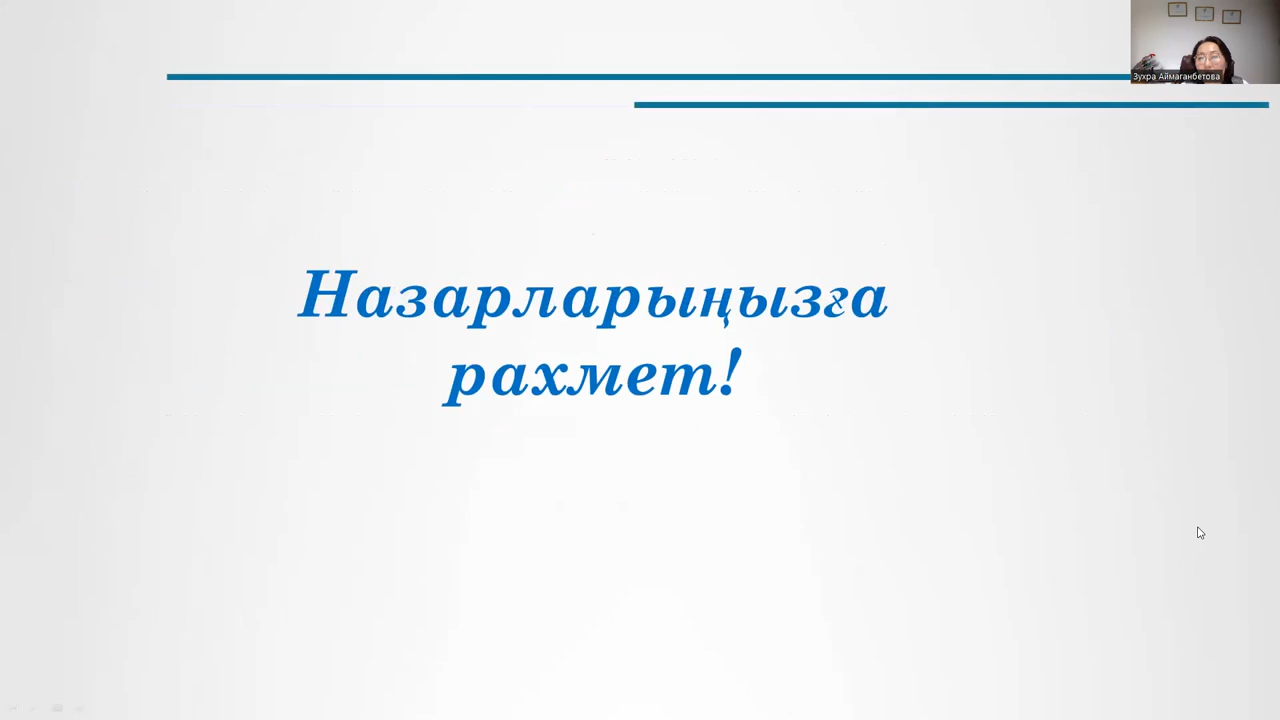 Зухра Аймаганбетова
Назарларыңызға
рахмет!